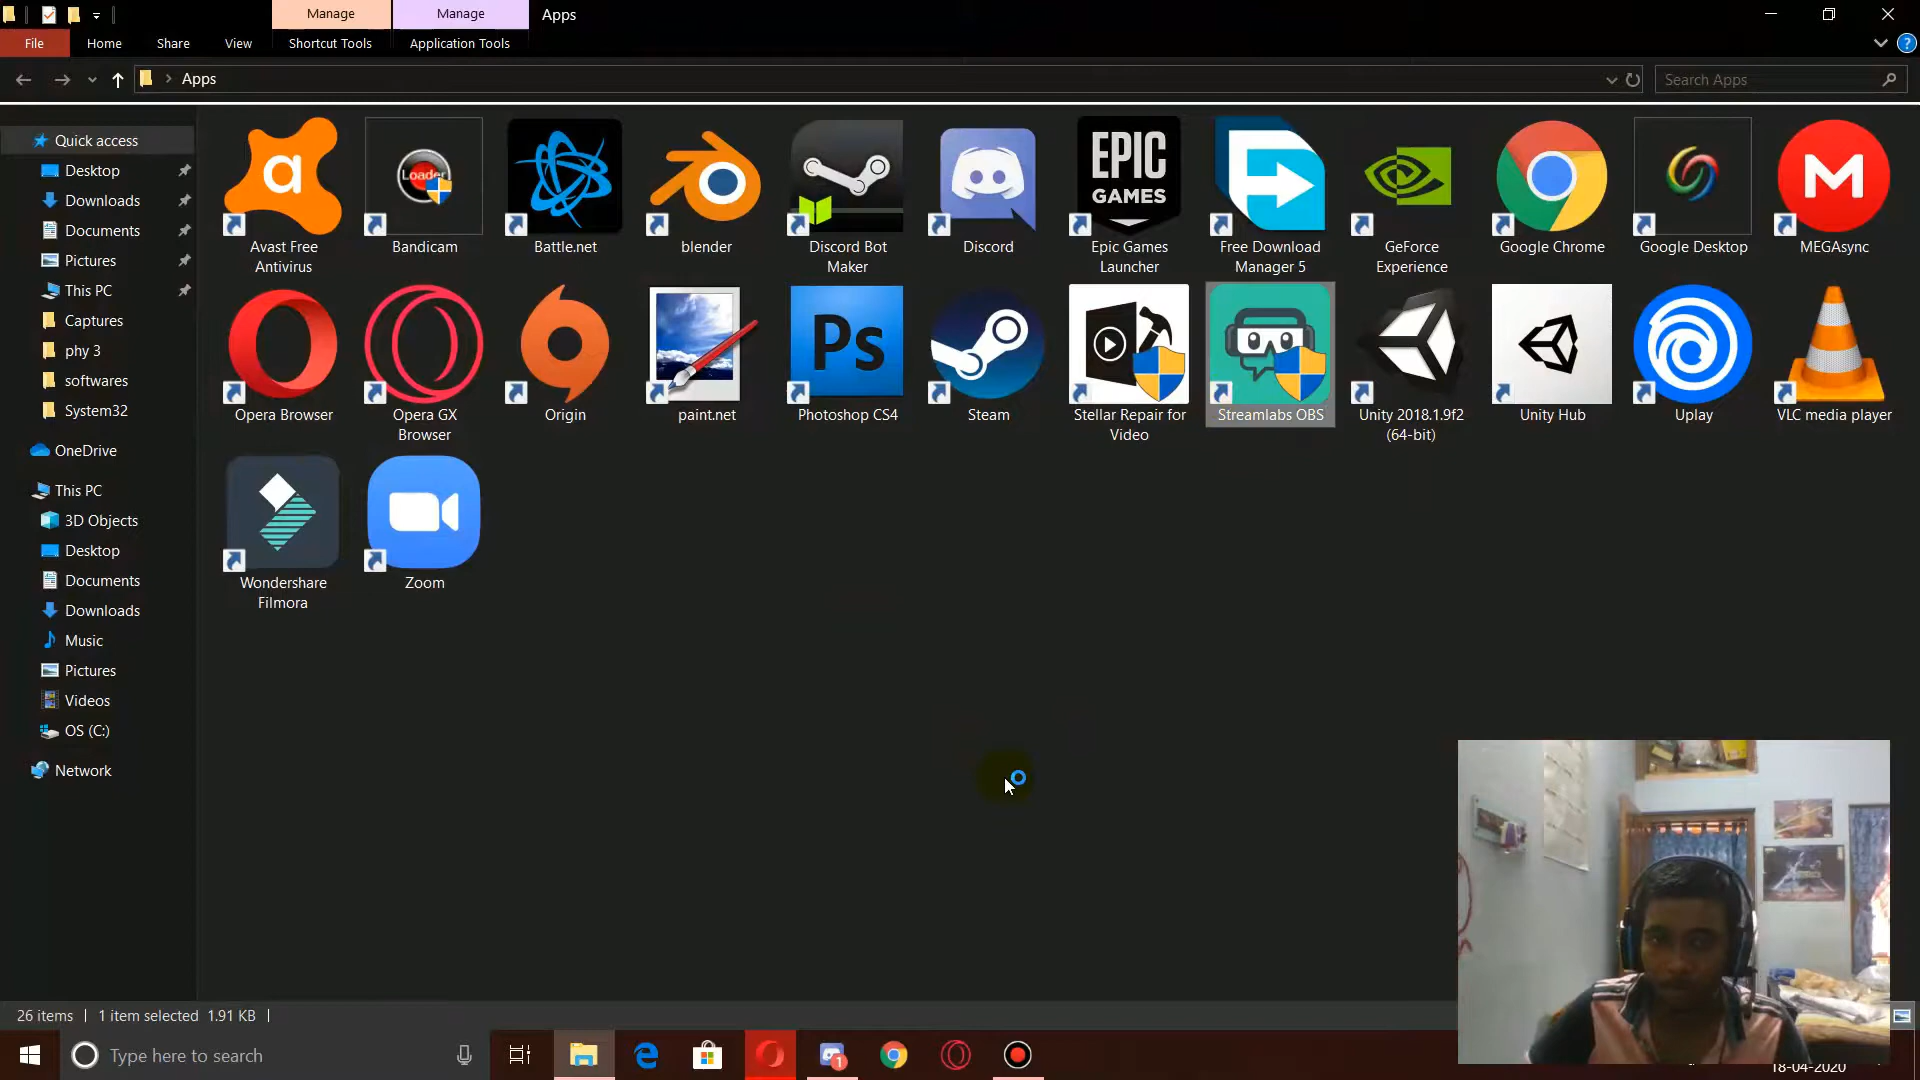 Manage
Manage
Apps
File
Home
Share
View
Shortcut Tools
Application Tools
?
Apps
Search Apps
Quick access
Desktop
Downloads
Documents
Pictures
This PC
Captures
phy 3
softwares
System32
OneDrive
This PC
3D Objects
Desktop
Documents
Downloads
Music
Pictures
Videos
OS (C:)
Network
a
Loader
EPIC
GAMES
M
Avast Free
Antivirus
Bandicam
Battle.net
blender
Discord Bot
Maker
Discord
Epic Games
Launcher
Free Download
Manager 5
GeForce
Experience
Google Chrome
Google Desktop
MEGAsync
Ps
Opera Browser
Opera GX
Browser
Origin
paint.net
Photoshop CS4
Steam
Stellar Repair for
Video
Streamlabs OBS
Unity 2018.1.9f2
(64-bit)
Unity Hub
Uplay
VLC media player
Wondershare
Filmora
Zoom
26 items
1 item selected 1.91 KB
Type here to search
1
18-04-2020